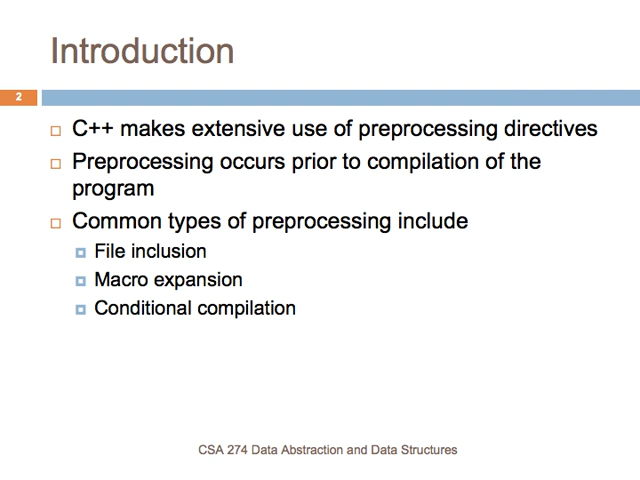 Introduction
2
C++ makes extensive use of preprocessing directives
Preprocessing occurs prior to compilation of the
program
Common types of preprocessing include
File inclusion
Macro expansion
Conditional compilation
CSA 274 Data Abstraction and Data Structures